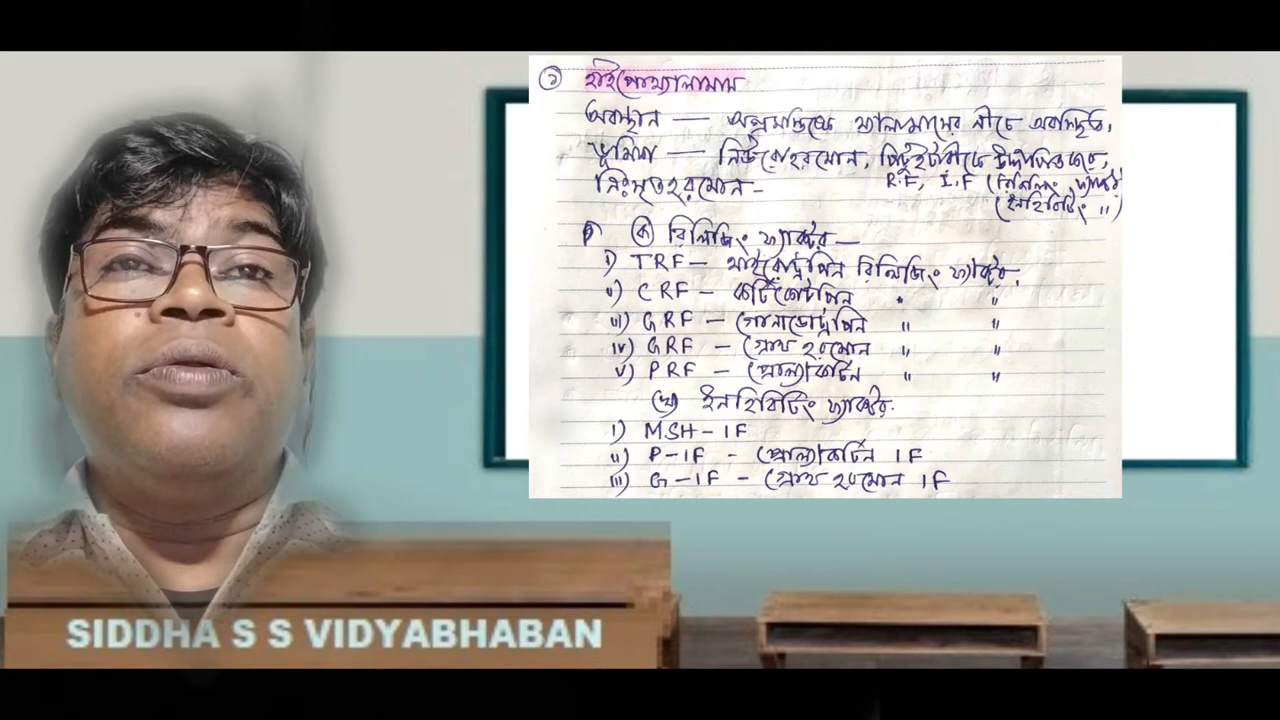 ① হাইপোথ্যালামাস
অবস্থান — অগ্রমস্তিষ্কে থ্যালামাসের নীচে অবস্থিত,
ভূমিকা — নিউরোহরমোন, পিটুইটারীকে উদ্দীপিত করে,
নিঃসৃত হরমোন - R.F, I.F (রিলিজিং ফ্যাক্টর
(ইনহিবিটিং ")
(ক) রিলিজিং ফ্যাক্টর —
i) TRF — থাইরোট্রপিন রিলিজিং ফ্যাক্টর,
ii) CRF - কর্টিকোট্রপিন " "
iii) GRF - গোনাডোট্রপিন " "
iv) GRF - গ্রোথ হরমোন " "
v) PRF - প্রোল্যাকটিন " "
(খ) ইনহিবিটিং ফ্যাক্টর.
i) MSH-IF
ii) P-IF - প্রোল্যাকটিন IF
iii) G-IF - গ্রোথ হরমোন IF
SIDDHA S S VIDYABHABAN